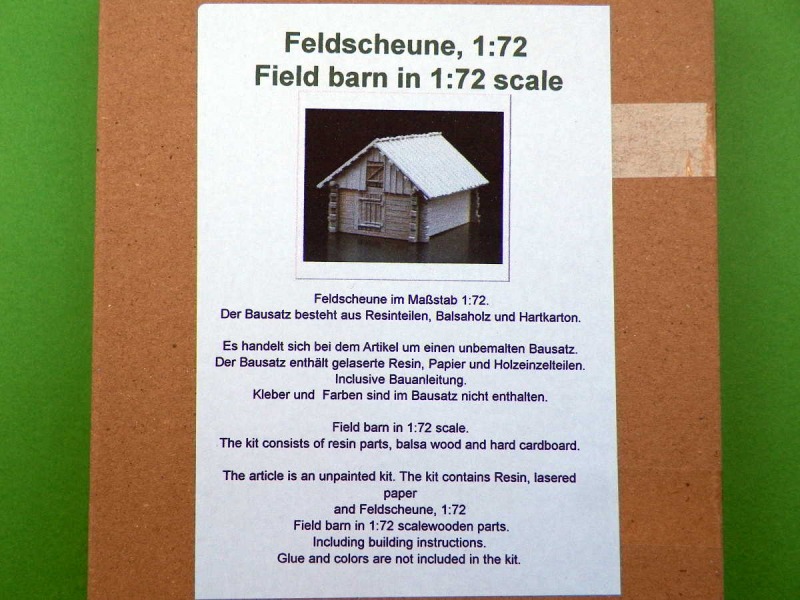 Feldscheune, 1:72
Field barn in 1:72 scale
Feldscheune im Maßstab 1:72.
Der Bausatz besteht aus Resinteilen, Balsaholz und Hartkarton.
Es handelt sich bei dem Artikel um einen unbemalten Bausatz.
Der Bausatz enthält gelaserte Resin, Papier und Holzeinzelteilen.
Inclusive Bauanleitung.
Kleber und Farben sind im Bausatz nicht enthalten.
Field barn in 1:72 scale.
The kit consists of resin parts, balsa wood and hard cardboard.
The article is an unpainted kit. The kit contains Resin, lasered
paper
and Feldscheune, 1:72
Field barn in 1:72 scalewooden parts.
Including building instructions.
Glue and colors are not included in the kit.